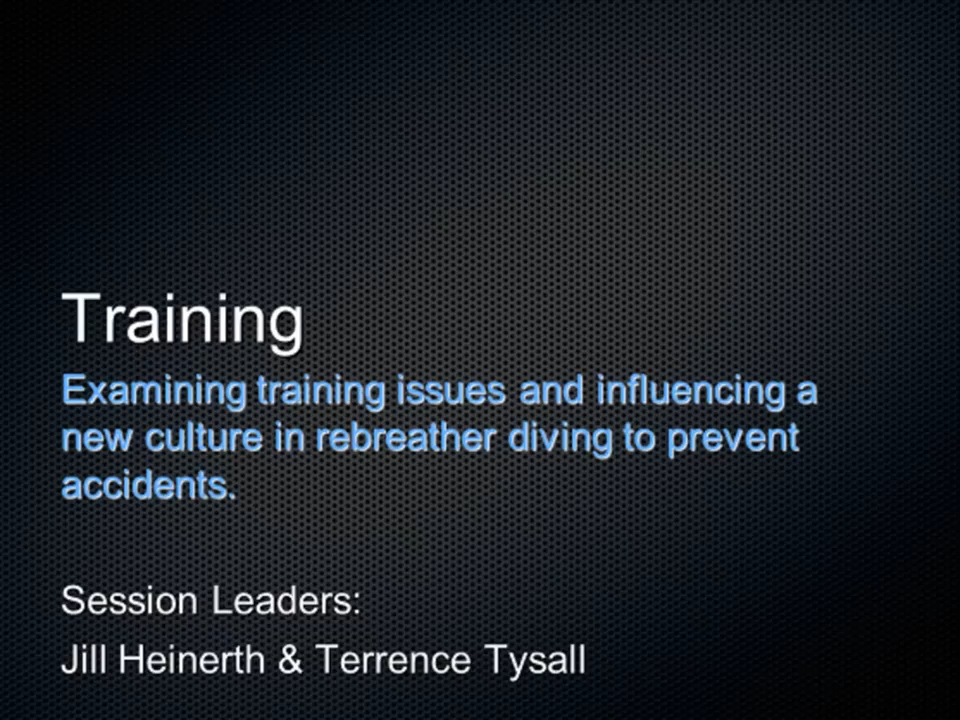 Training
Examining training issues and influencing a
new culture in rebreather diving to prevent
accidents.
Session Leaders:
Jill Heinerth & Terrence Tysall